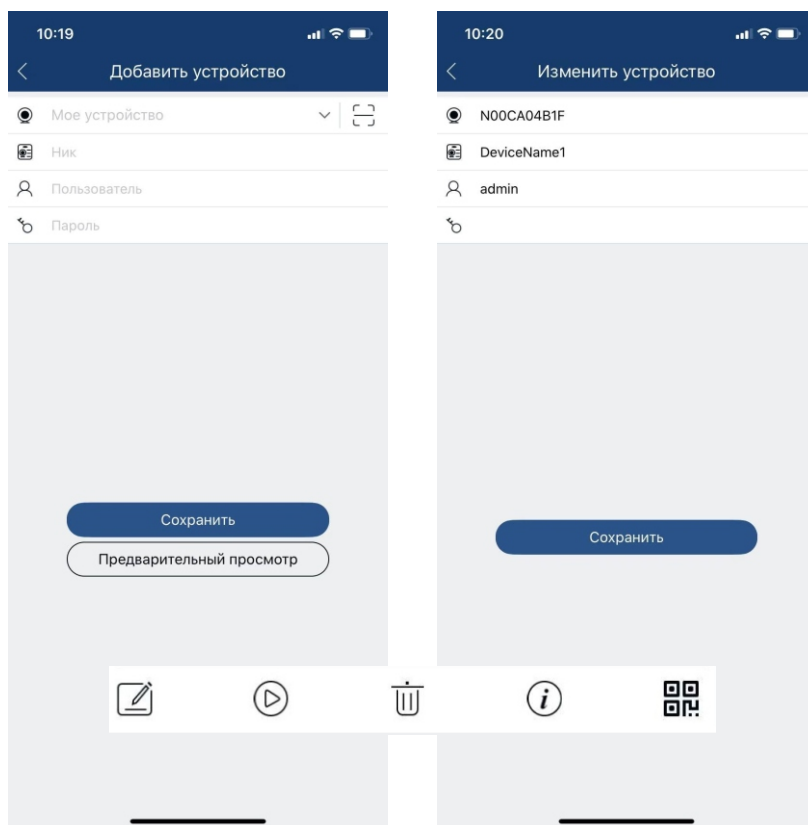 10:19
Добавить устройство
Мое устройство
Ник
Пользователь
Пароль
Сохранить
Предварительный просмотр
10:20
Изменить устройство
N00CA04B1F
DeviceName1
admin
Сохранить
i